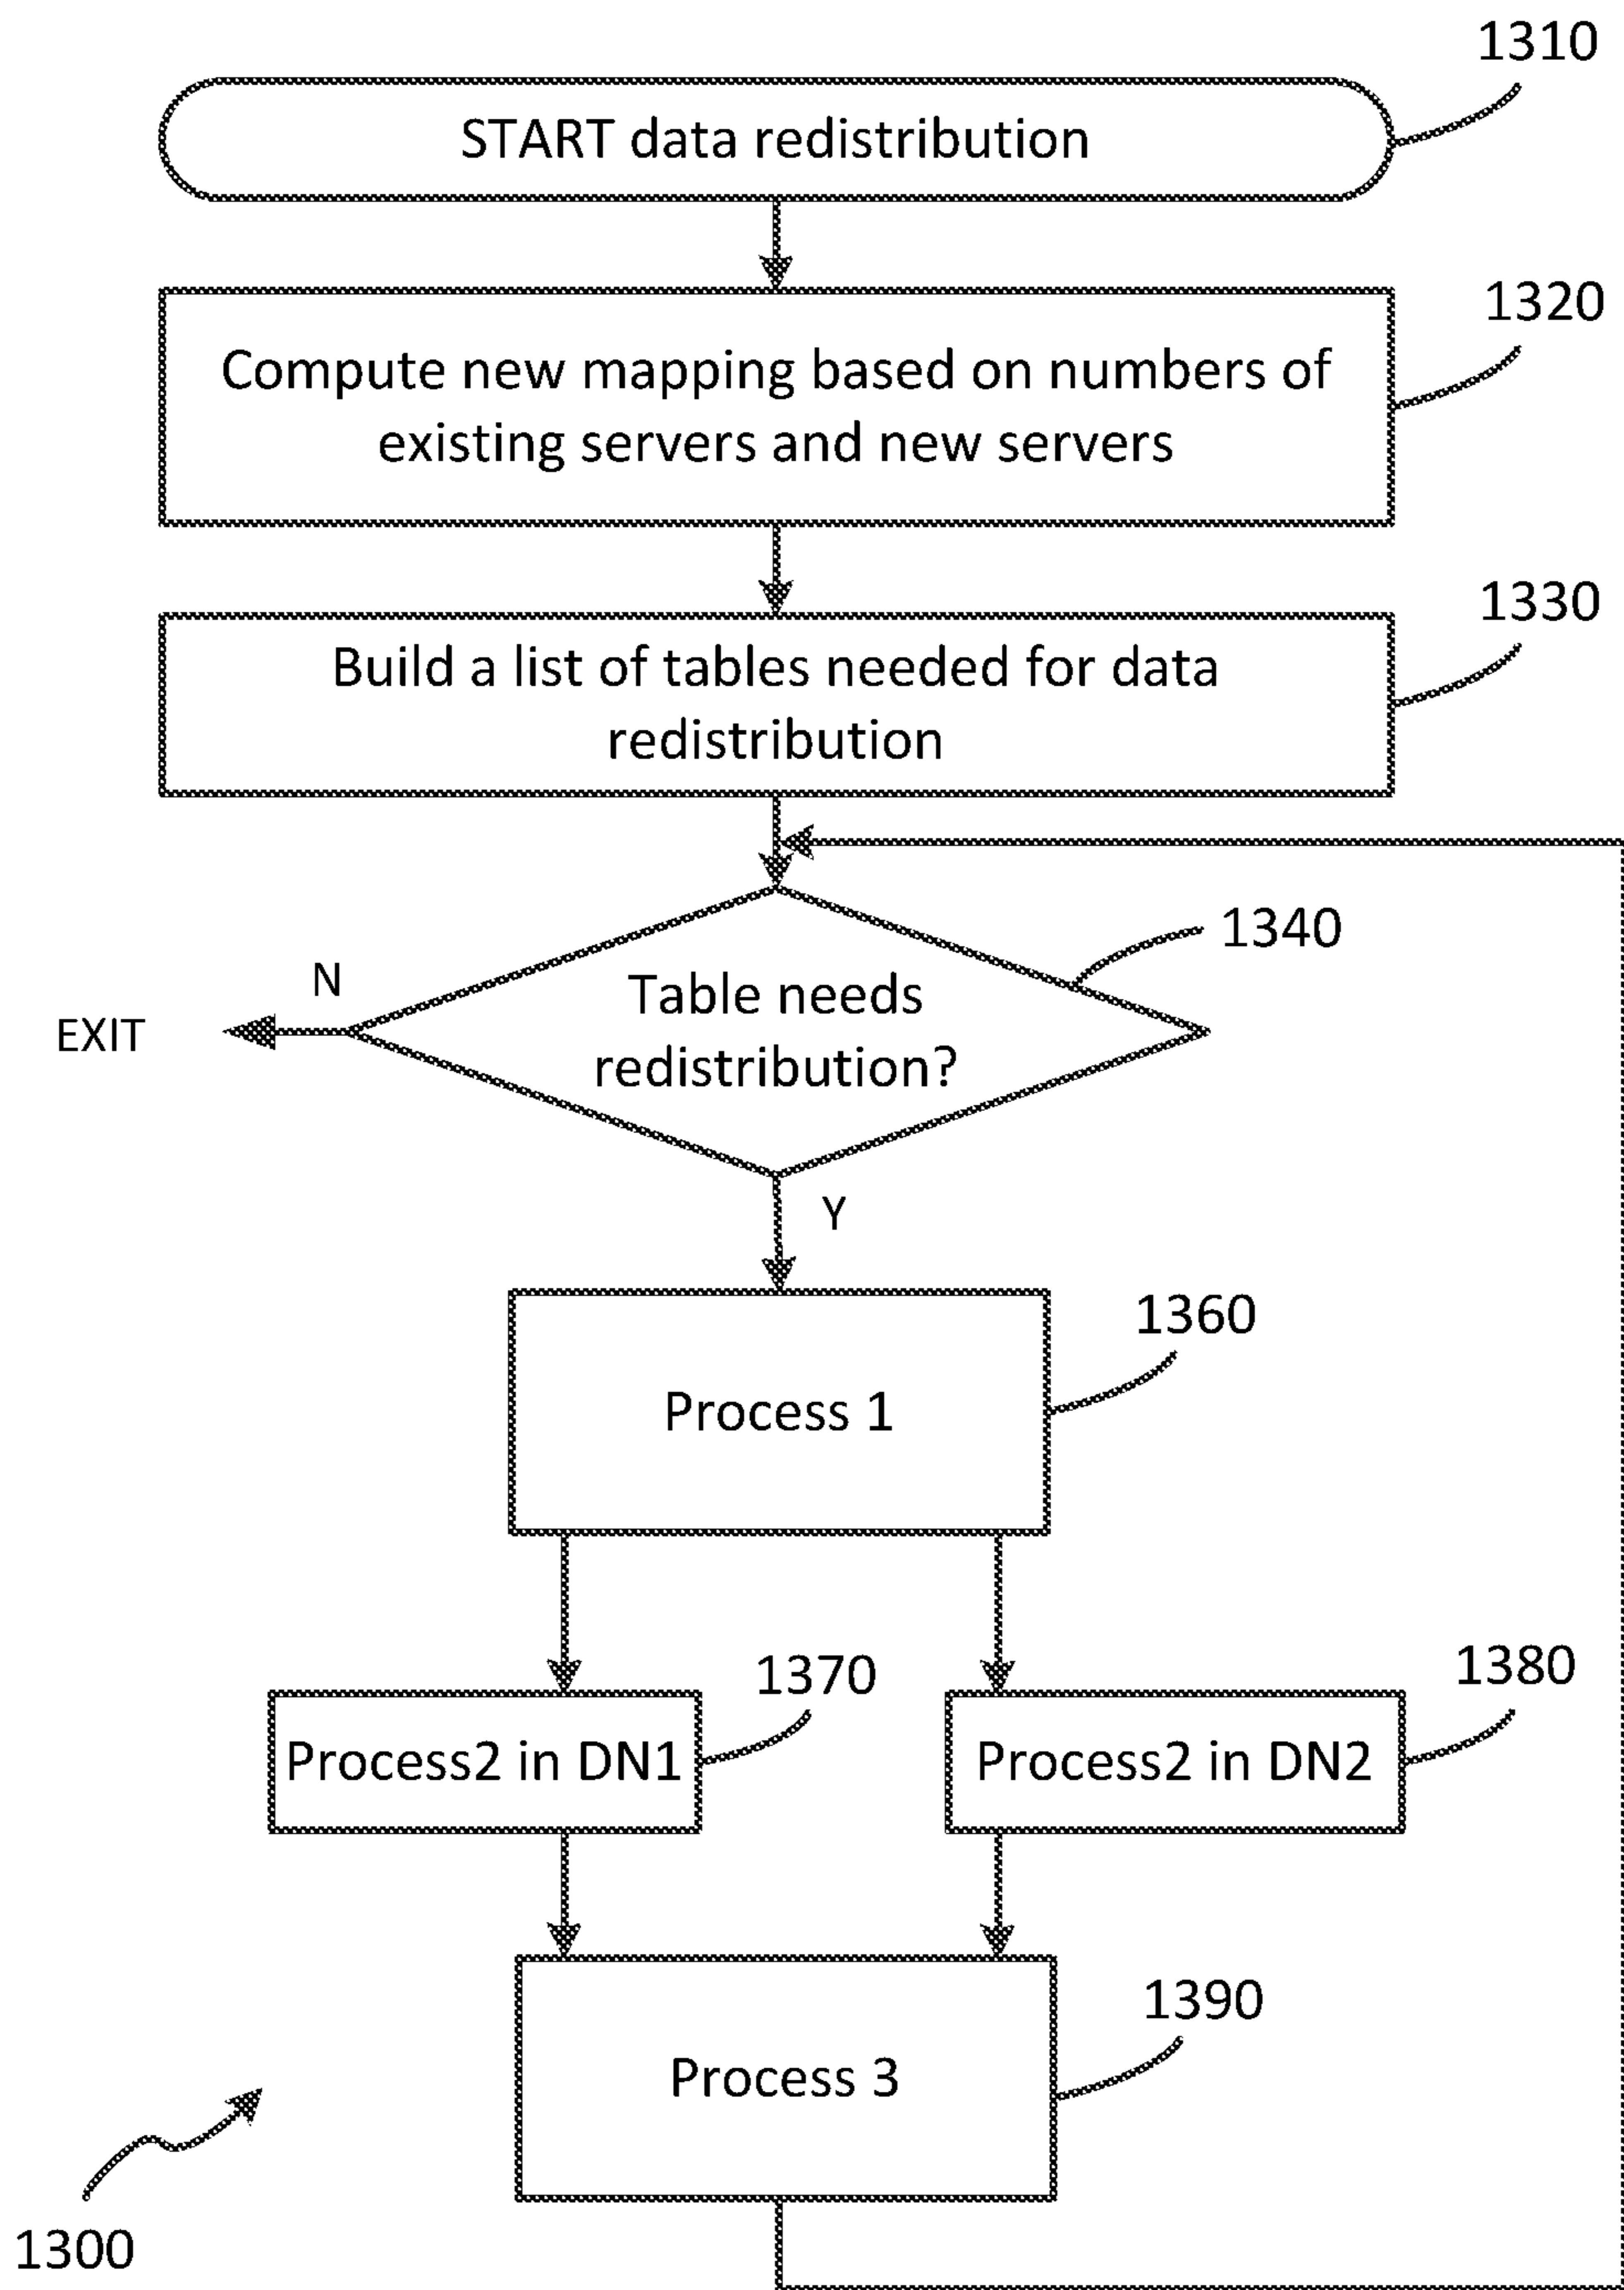 1310
START data redistribution
1320
Compute new mapping based on numbers of
existing servers and new servers
1330
Build a list of tables needed for data
redistribution
1340
N
Table needs
redistribution?
EXIT
Y
1360
Process 1
1370
1380
Process2 in DN1
Process2 in DN2
1390
Process 3
1300